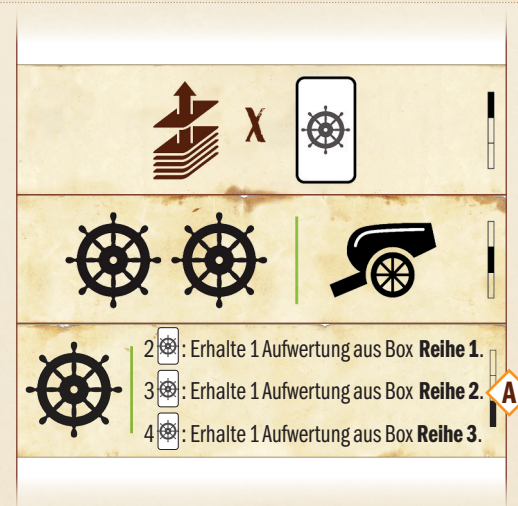 X
2: Erhalte 1 Aufwertung aus Box Reihe 1.
3: Erhalte 1 Aufwertung aus Box Reihe 2.
A
4: Erhalte 1 Aufwertung aus Box Reihe 3.